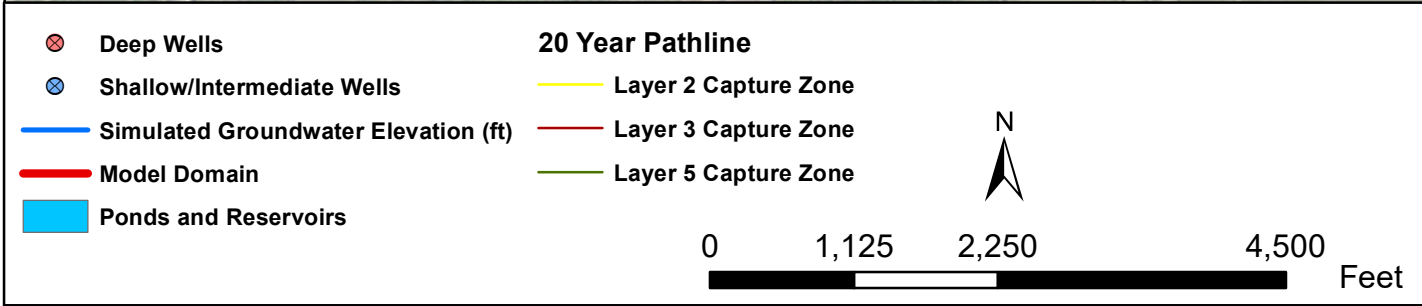 Deep Wells
Shallow/Intermediate Wells
Simulated Groundwater Elevation (ft)
Model Domain
Ponds and Reservoirs
20 Year Pathline
Layer 2 Capture Zone
Layer 3 Capture Zone
Layer 5 Capture Zone
N
0 1,125 2,250 4,500
Feet